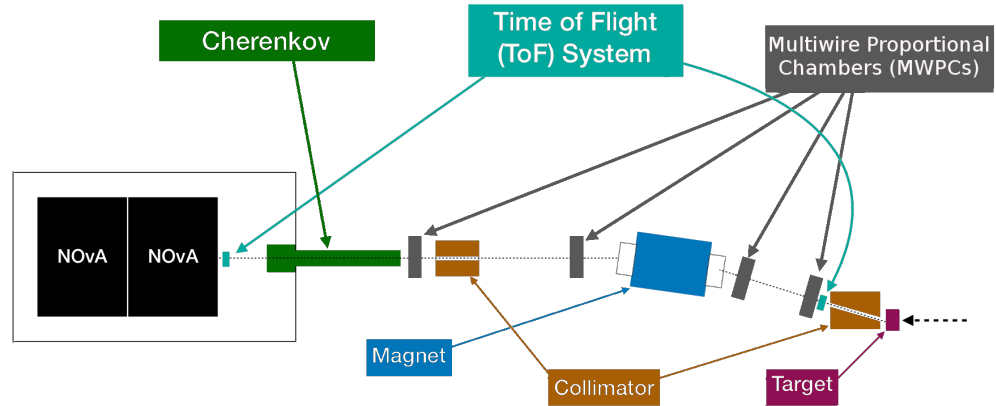 Cherenkov
Time of Flight
(ToF) System
Multiwire Proportional
Chambers (MWPCs)
NOvA
NOvA
Magnet
Collimator
Target